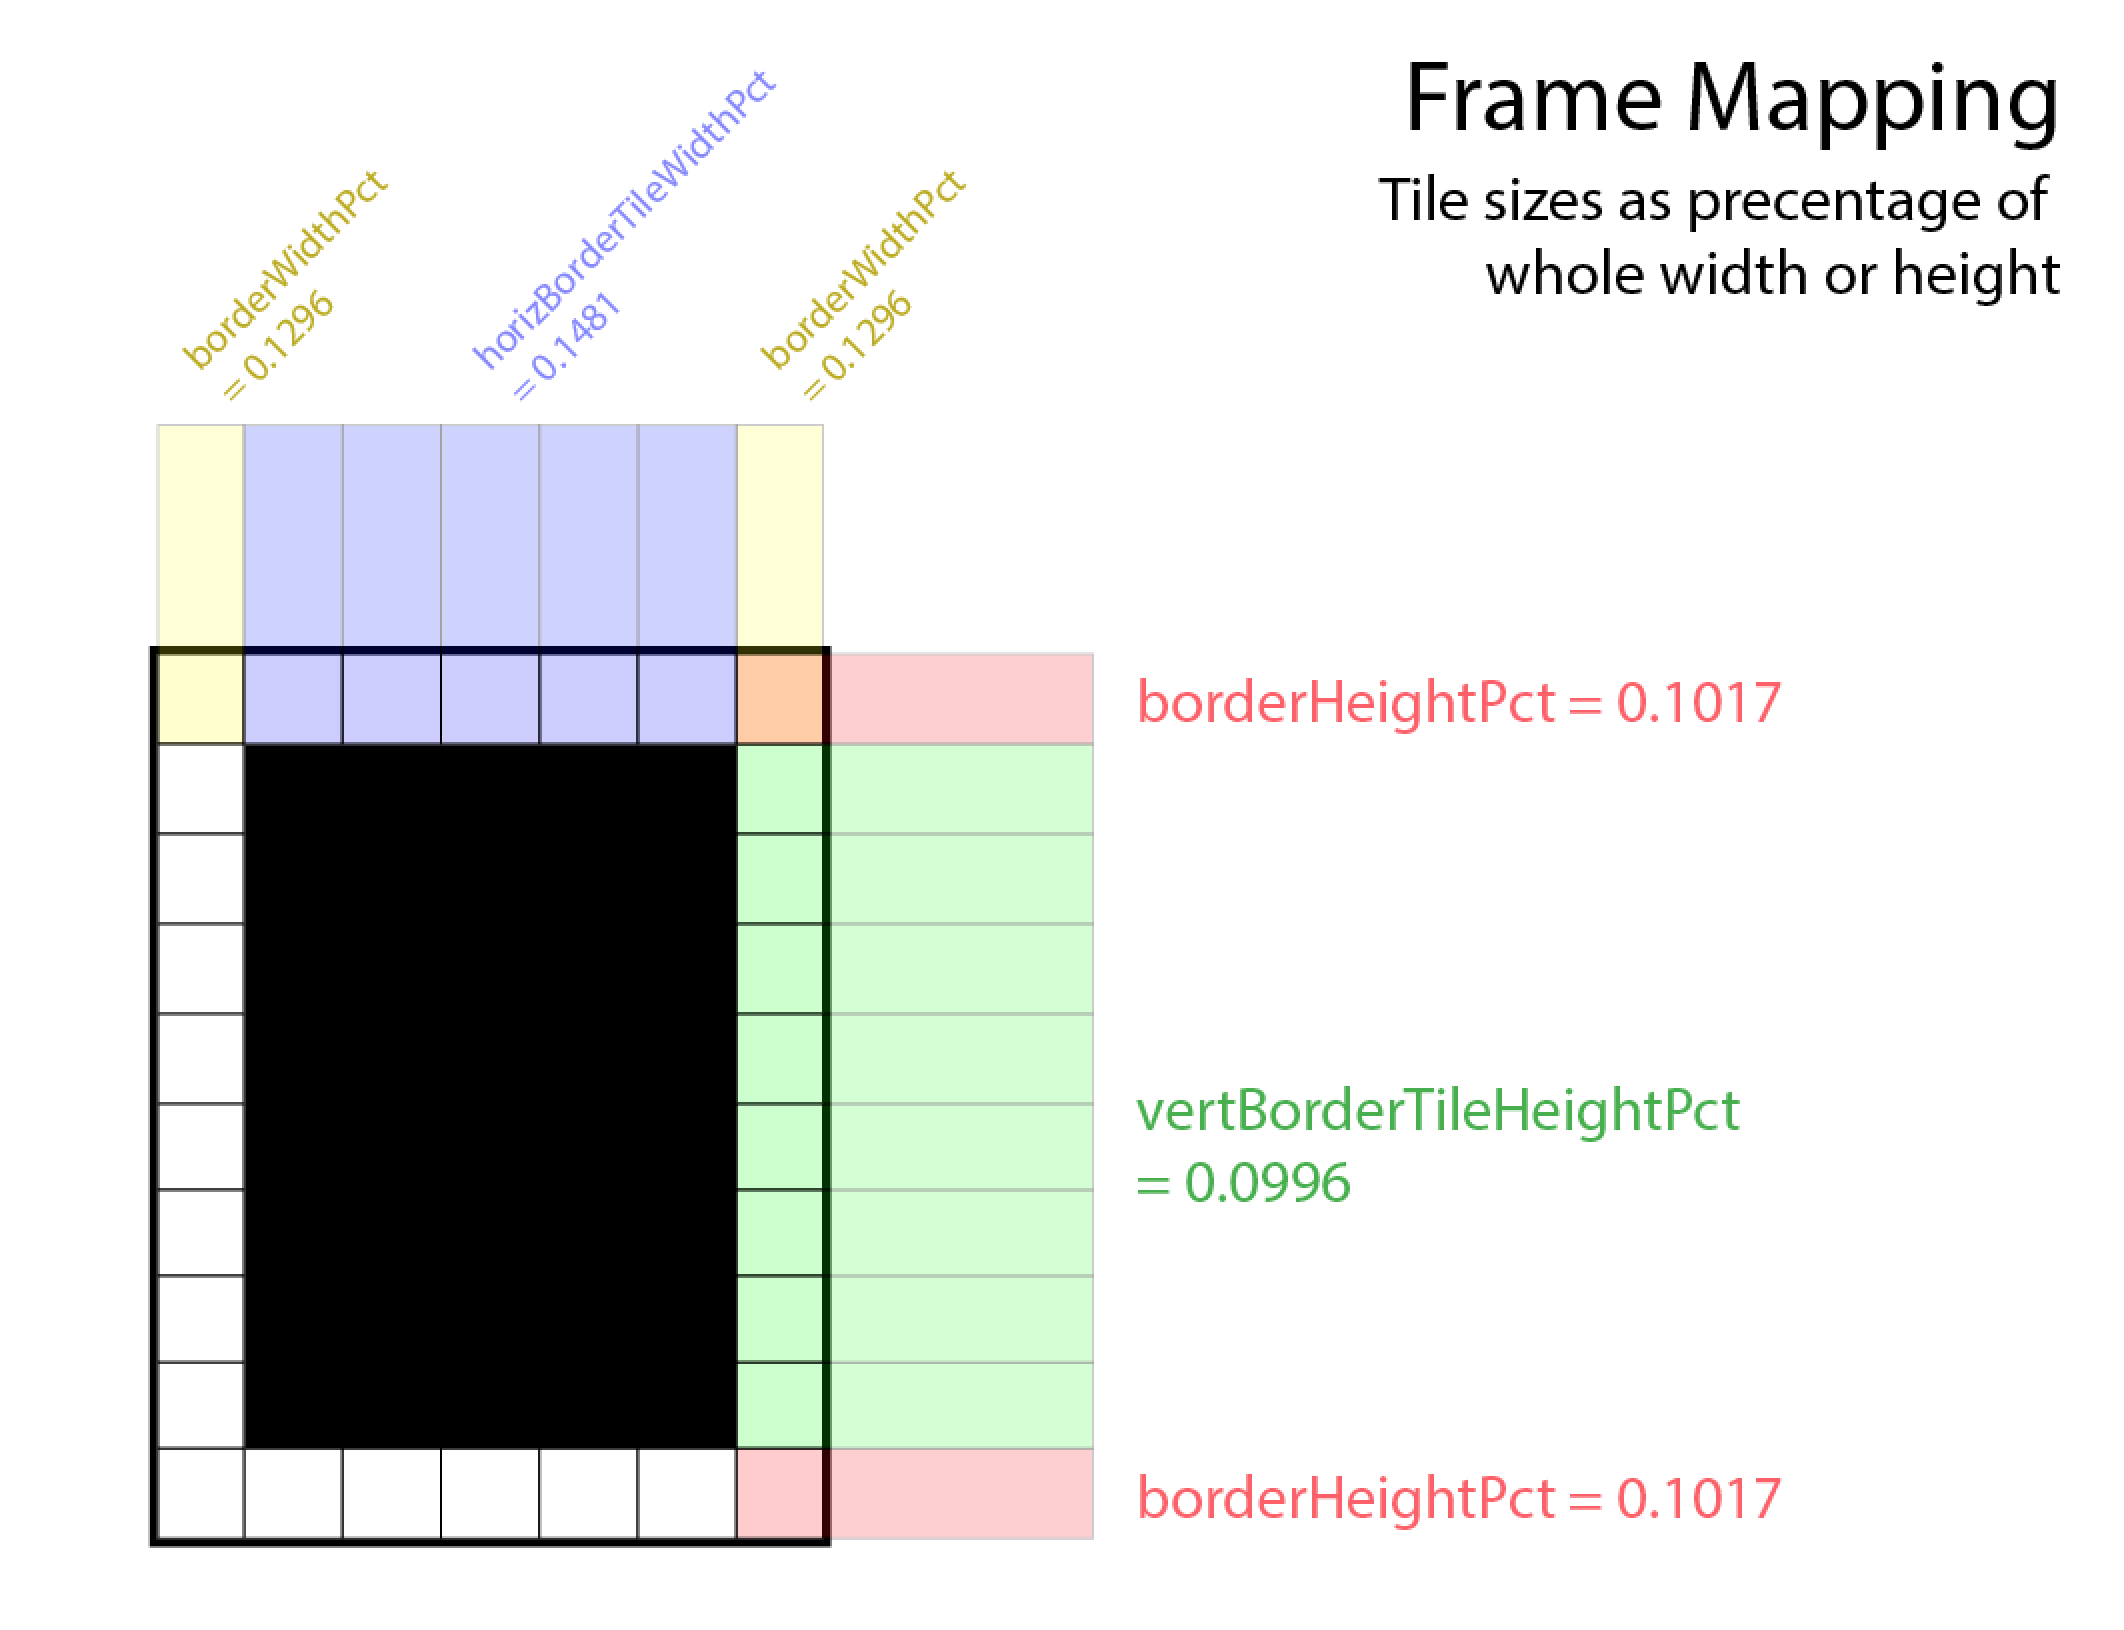 Frame Mapping
Tile sizes as precentage of
whole width or height
borderWidthPct
= 0.1296
horizBorderTileWidthPct
= 0.1481
borderWidthPct
= 0.1296
borderHeightPct = 0.1017
vertBorderTileHeightPct
= 0.0996
borderHeightPct = 0.1017